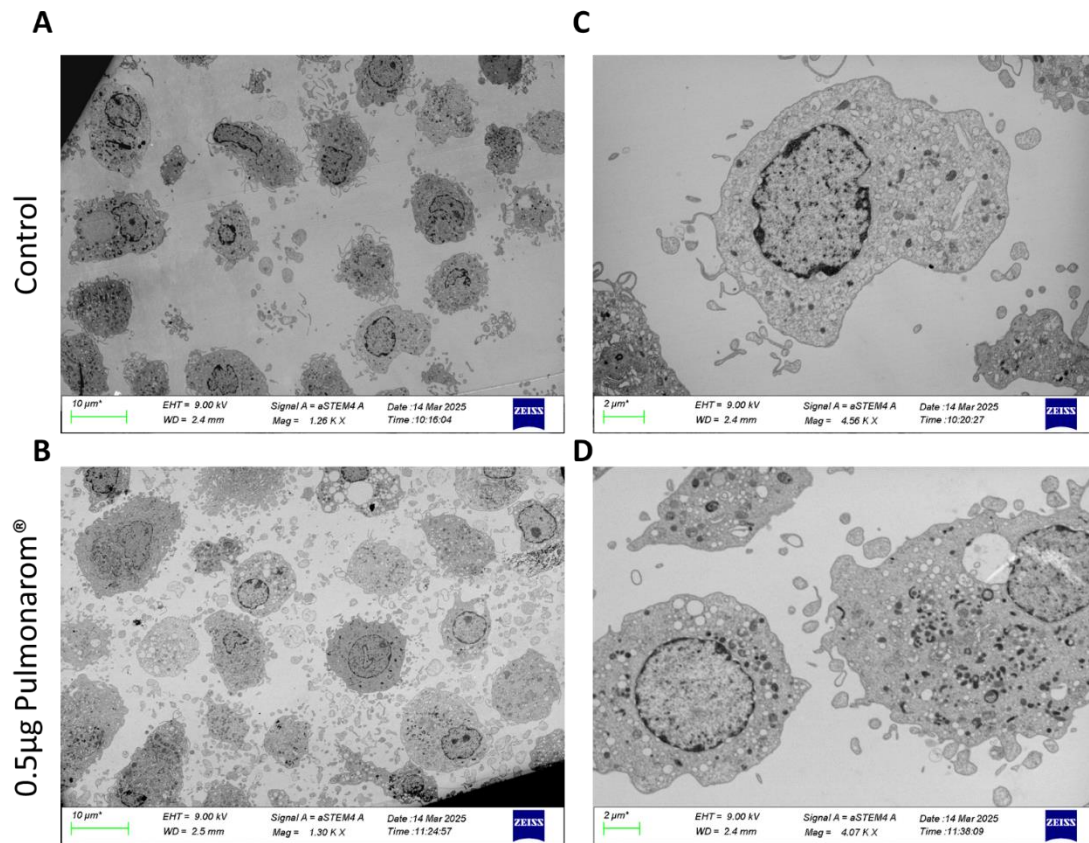 A
C
Control
10 µm*
EHT = 9.00 kV
Signal A = aSTEM4 A
Date :14 Mar 2025
WD = 2.4 mm
Mag = 1.26 K X
Time :10:16:04
ZEISS
2 µm*
EHT = 9.00 kV
Signal A = aSTEM4 A
Date :14 Mar 2025
WD = 2.4 mm
Mag = 4.56 K X
Time :10:20:27
ZEISS
B
D
0.5µg Pulmonarom®
10 µm*
EHT = 9.00 kV
Signal A = aSTEM4 A
Date :14 Mar 2025
WD = 2.5 mm
Mag = 1.30 K X
Time :11:24:57
ZEISS
2 µm*
EHT = 9.00 kV
Signal A = aSTEM4 A
Date :14 Mar 2025
WD = 2.4 mm
Mag = 4.07 K X
Time :11:38:09
ZEISS